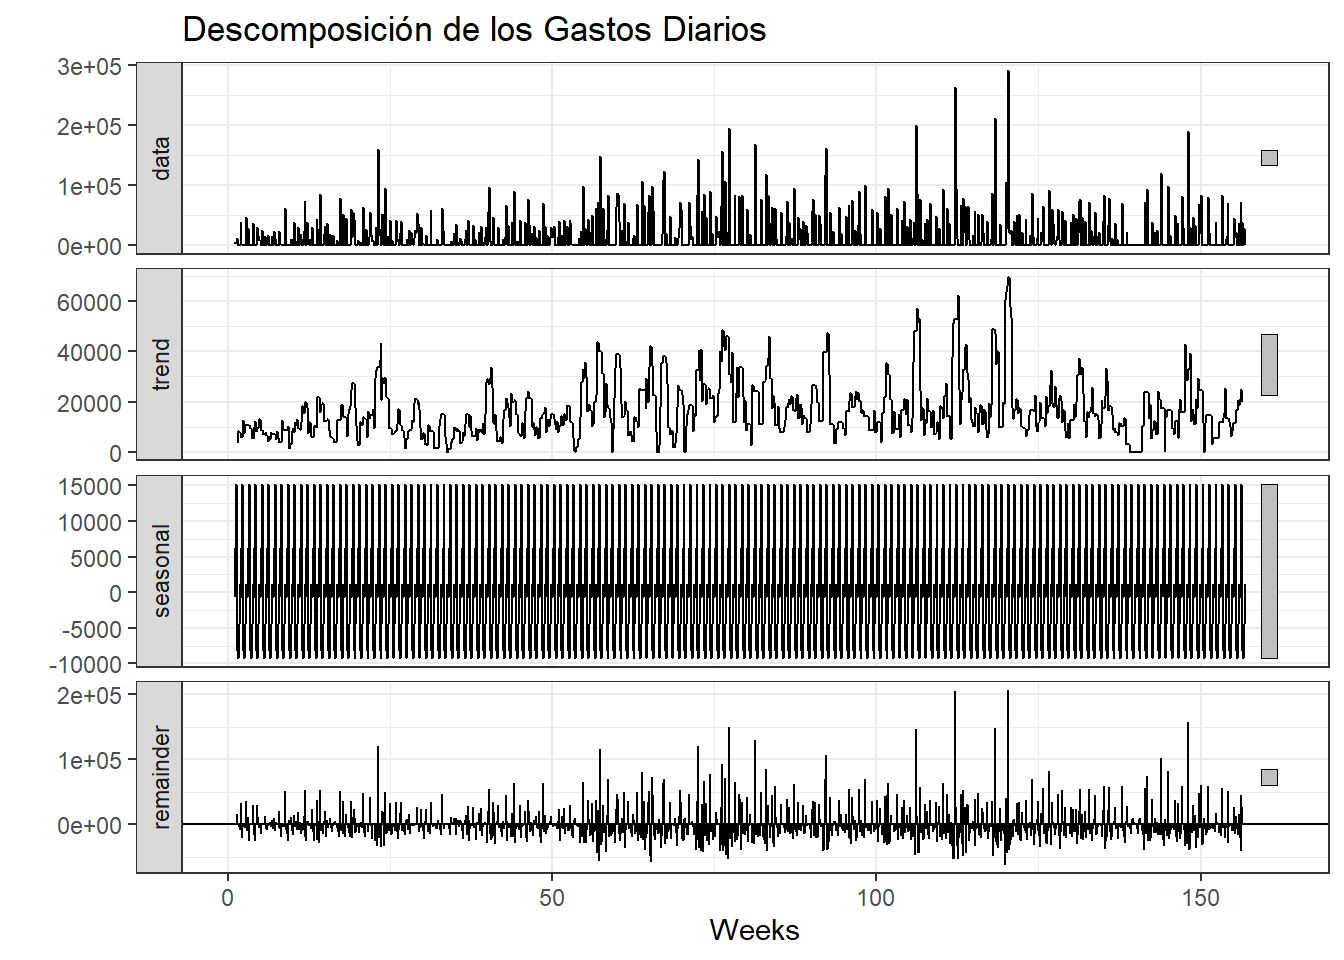 Descomposición de los Gastos Diarios
3e+05
2e+05
1e+05
0e+00
data
60000
40000
20000
0
trend
15000
10000
5000
0
-5000
-10000
seasonal
2e+05
1e+05
0e+00
remainder
0 50 100 150
Weeks